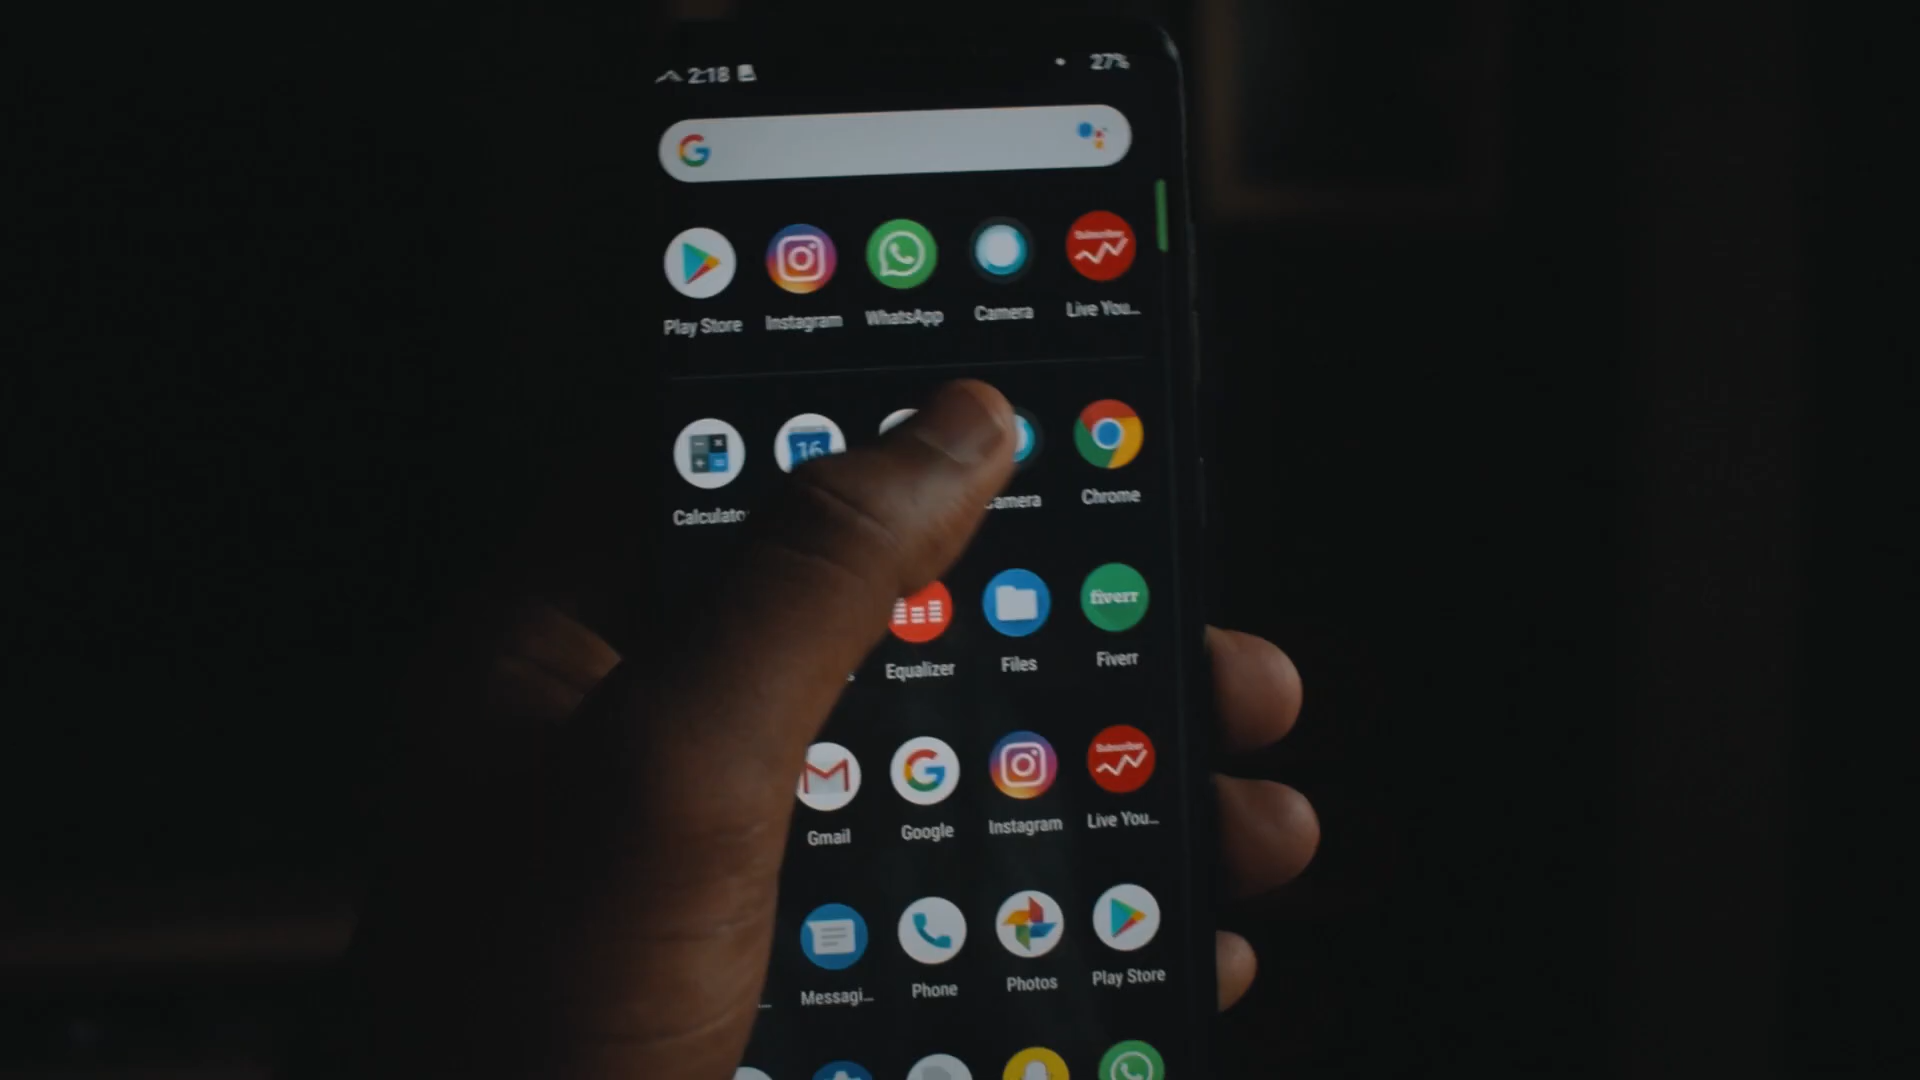 2:18 27%
G
Play Store Instagram WhatsApp Camera Live You...
16
Calculato amera Chrome
fiverr
Equalizer Files Fiverr
G
Gmail Google Instagram Live You...
Messagi... Phone Photos Play Store